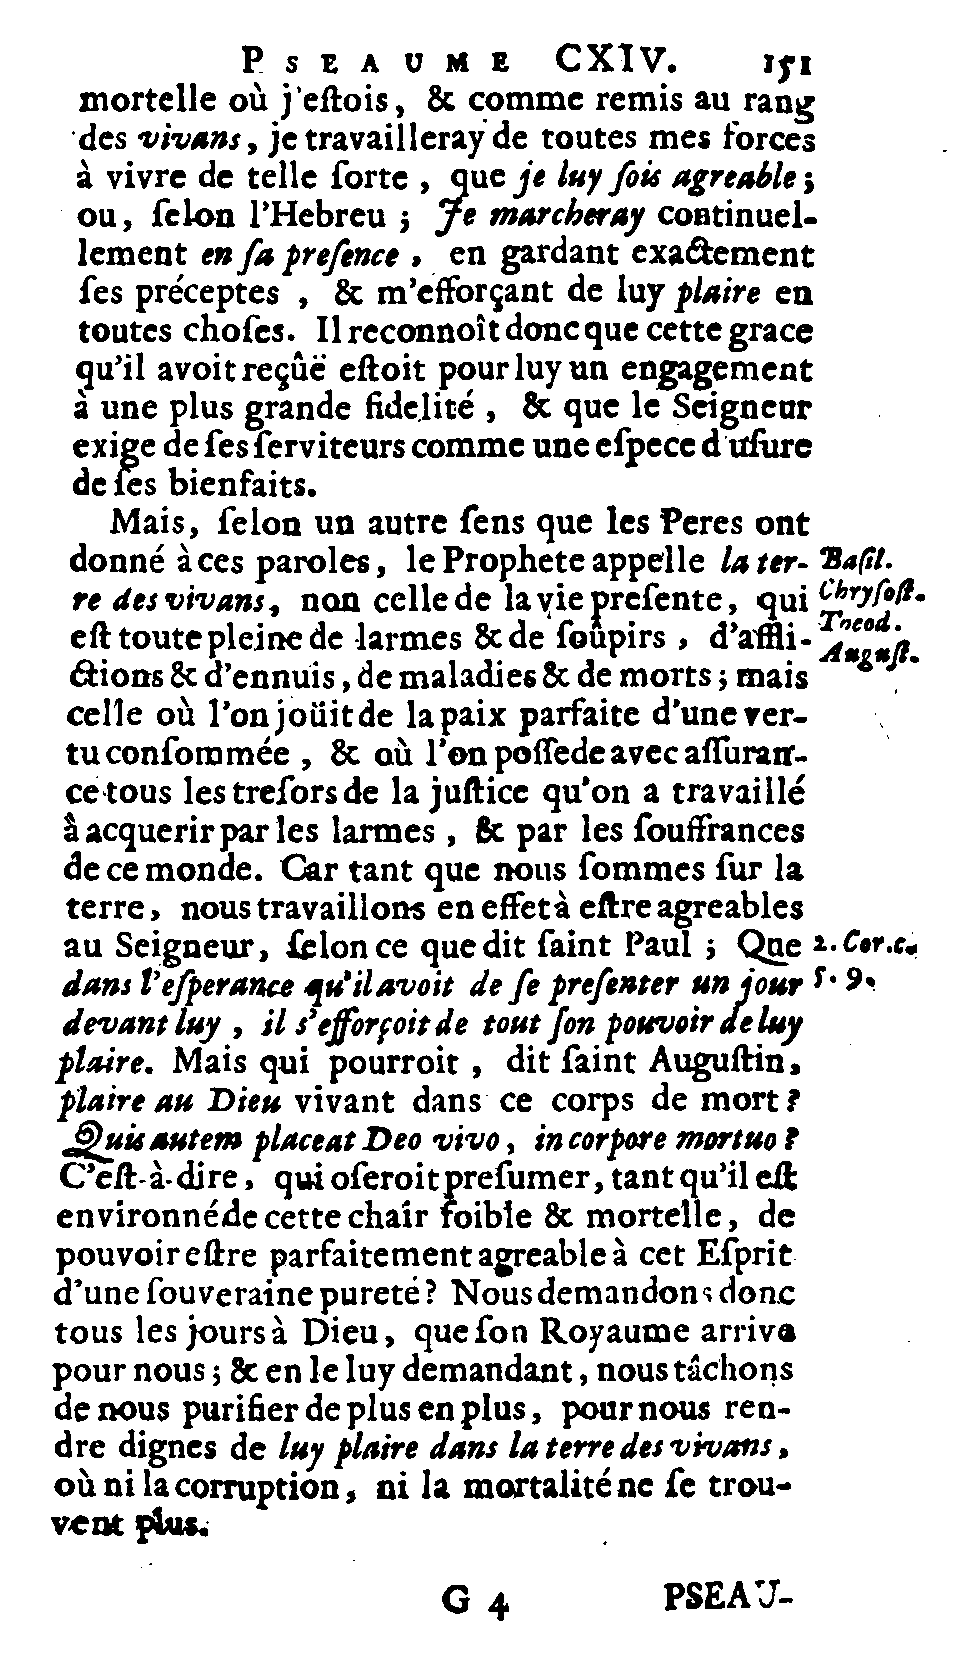 PSEAUME CXIV. 151
mortelle où j'eſtois, & comme remis au rang
des vivans, je travailleray de toutes mes forces
à vivre de telle ſorte, que je luy ſois agreable;
ou, ſelon l'Hebreu; Je marcheray continuel-
lement en ſa preſence, en gardant exactement
ſes préceptes, & m'efforçant de luy plaire en
toutes choſes. Il reconnoît donc que cette grace
qu'il avoit reçûë eſtoit pour luy un engagement
à une plus grande fidelité, & que le Seigneur
exige de ſes ſerviteurs comme une eſpece d'uſure
de ſes bienfaits.
Mais, ſelon un autre ſens que les Peres ont
donné à ces paroles, le Prophete appelle la ter- Baſil.
re des vivans, non celle de la vie preſente, qui Chryſoſt.
eſt toute pleine de larmes & de ſoûpirs, d'affli- Theod.
ctions & d'ennuis, de maladies & de morts; mais Auguſt.
celle où l'on joüit de la paix parfaite d'une ver-
tu conſommée, & où l'on poſſede avec aſſuran-
ce tous les treſors de la juſtice qu'on a travaillé
à acquerir par les larmes, & par les ſouffrances
de ce monde. Car tant que nous ſommes ſur la
terre, nous travaillons en effet à eſtre agreables
au Seigneur, ſelon ce que dit ſaint Paul; Que 2. Cor. c.
dans l'eſperance qu'il avoit de ſe preſenter un jour 5. 9.
devant luy, il s'efforçoit de tout ſon pouvoir de luy
plaire. Mais qui pourroit, dit ſaint Auguſtin,
plaire au Dieu vivant dans ce corps de mort?
Quis autem placeat Deo vivo, in corpore mortuo?
C'eſt-à-dire, qui oſeroit preſumer, tant qu'il eſt
environné de cette chair foible & mortelle, de
pouvoir eſtre parfaitement agreable à cet Eſprit
d'une ſouveraine pureté? Nous demandons donc
tous les jours à Dieu, que ſon Royaume arrive
pour nous; & en le luy demandant, nous tâchons
de nous purifier de plus en plus, pour nous ren-
dre dignes de luy plaire dans la terre des vivans,
où ni la corruption, ni la mortalité ne ſe trou-
vent plus.
G 4 PSEAU-